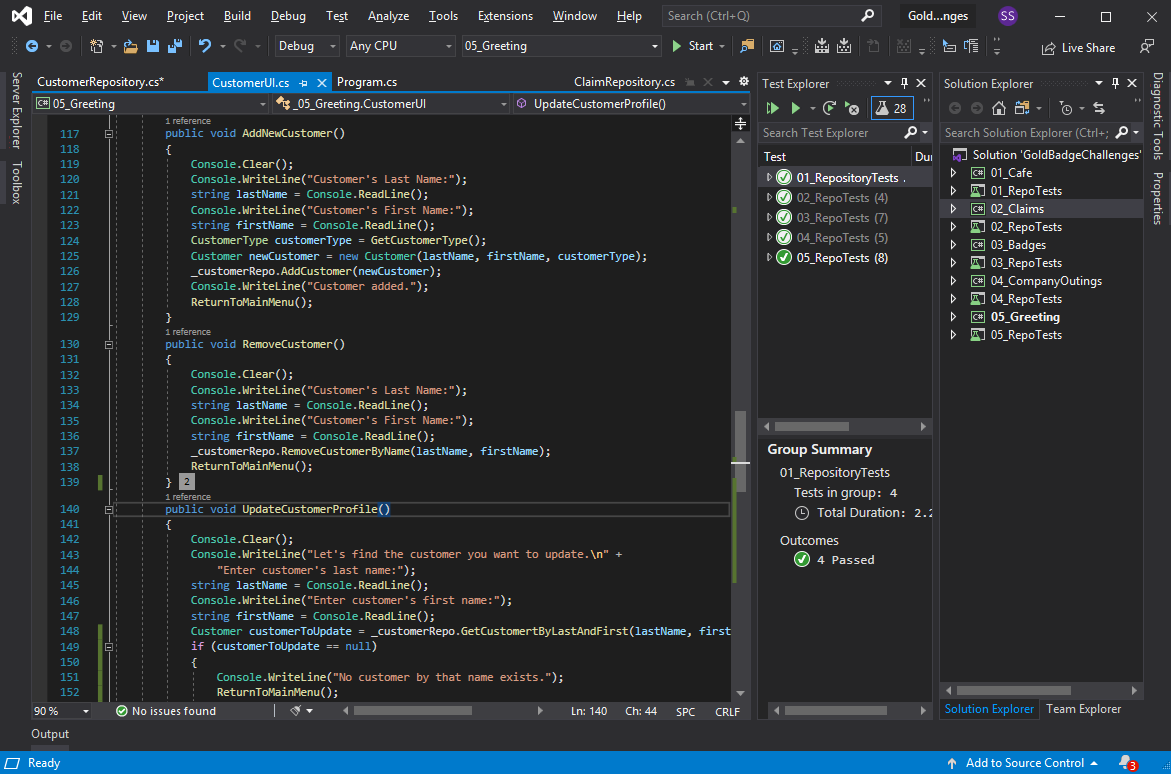 File Edit View Project Build Debug Test Analyze Tools Extensions Window Help Search (Ctrl+Q) Gold...nges SS
Debug Any CPU 05_Greeting Start Live Share
Server Explorer
Toolbox
CustomerRepository.cs* CustomerUI.cs Program.cs ClaimRepository.cs
C# 05_Greeting _05_Greeting.CustomerUI UpdateCustomerProfile()
1 reference
117 public void AddNewCustomer()
118 {
119 Console.Clear();
120 Console.WriteLine("Customer's Last Name:");
121 string lastName = Console.ReadLine();
122 Console.WriteLine("Customer's First Name:");
123 string firstName = Console.ReadLine();
124 CustomerType customerType = GetCustomerType();
125 Customer newCustomer = new Customer(lastName, firstName, customerType);
126 _customerRepo.AddCustomer(newCustomer);
127 Console.WriteLine("Customer added.");
128 ReturnToMainMenu();
129 }
1 reference
130 public void RemoveCustomer()
131 {
132 Console.Clear();
133 Console.WriteLine("Customer's Last Name:");
134 string lastName = Console.ReadLine();
135 Console.WriteLine("Customer's First Name:");
136 string firstName = Console.ReadLine();
137 _customerRepo.RemoveCustomerByName(lastName, firstName);
138 ReturnToMainMenu();
139 } 2
1 reference
140 public void UpdateCustomerProfile()
141 {
142 Console.Clear();
143 Console.WriteLine("Let's find the customer you want to update.\n" +
144 "Enter customer's last name:");
145 string lastName = Console.ReadLine();
146 Console.WriteLine("Enter customer's first name:");
147 string firstName = Console.ReadLine();
148 Customer customerToUpdate = _customerRepo.GetCustomertByLastAndFirst(lastName, first
149 if (customerToUpdate == null)
150 {
151 Console.WriteLine("No customer by that name exists.");
152 ReturnToMainMenu();
90 % No issues found Ln: 140 Ch: 44 SPC CRLF
Test Explorer
28
Search Test Explorer
Test Dur
01_RepositoryTests .
02_RepoTests (4)
03_RepoTests (7)
04_RepoTests (5)
05_RepoTests (8)
Group Summary
01_RepositoryTests
Tests in group: 4
Total Duration: 2.2
Outcomes
4 Passed
Solution Explorer
Search Solution Explorer (Ctrl+;
Solution 'GoldBadgeChallenges'
C# 01_Cafe
01_RepoTests
C# 02_Claims
02_RepoTests
C# 03_Badges
03_RepoTests
C# 04_CompanyOutings
04_RepoTests
C# 05_Greeting
05_RepoTests
Solution Explorer Team Explorer
Diagnostic Tools
Properties
Output
Ready Add to Source Control 3